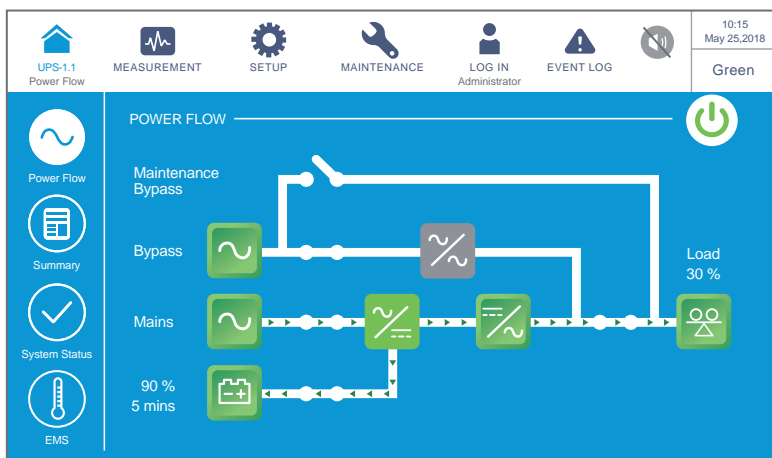 UPS-1.1
Power Flow
MEASUREMENT
SETUP
MAINTENANCE
LOG IN
Administrator
EVENT LOG
10:15
May 25,2018
Green
POWER FLOW
Power Flow
Summary
System Status
EMS
Maintenance
Bypass
Bypass
Mains
90 %
5 mins
Load
30 %